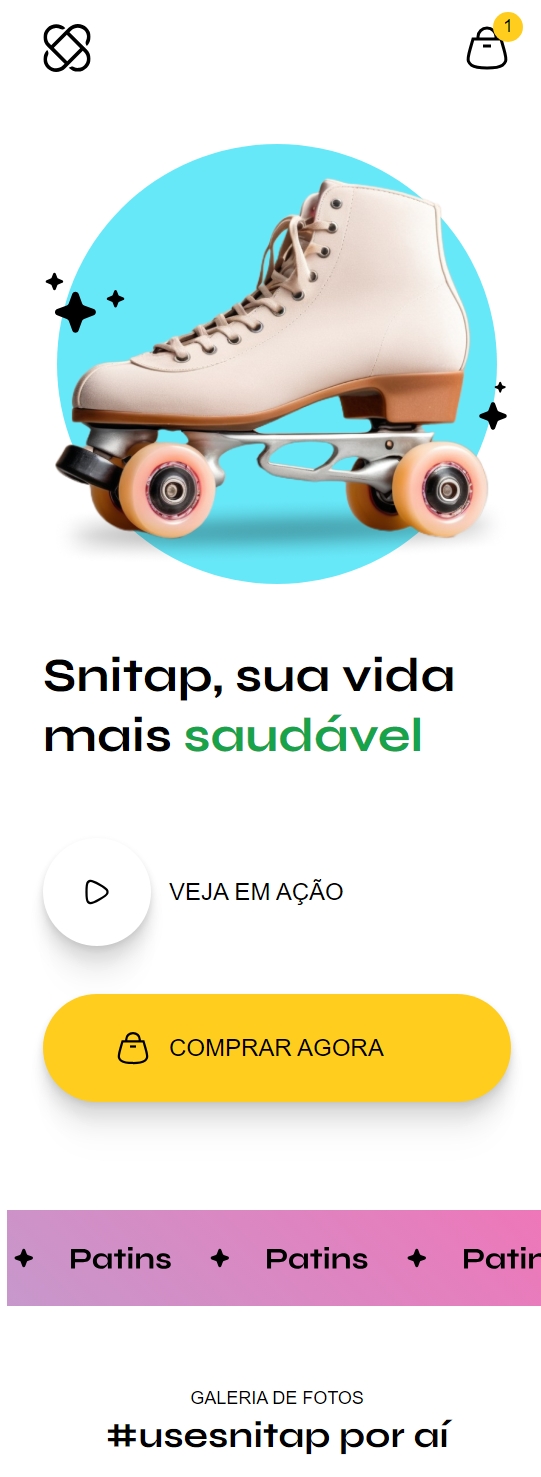 1
Snitap, sua vida
mais saudável
VEJA EM AÇÃO
COMPRAR AGORA
Patins Patins Patin
GALERIA DE FOTOS
#usesnitap por aí